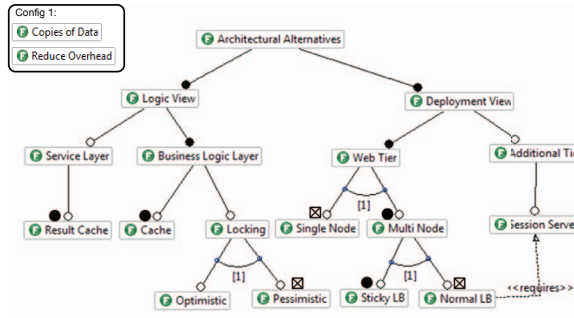 Config 1:
Copies of Data
Reduce Overhead
Architectural Alternatives
Logic View
Deployment View
Service Layer
Business Logic Layer
Web Tier
Additional Tie
[1]
Result Cache
Cache
Locking
Single Node
Multi Node
Session Serve
[1]
[1]
<<requires>>
Optimistic
Pessimistic
Sticky LB
Normal LB